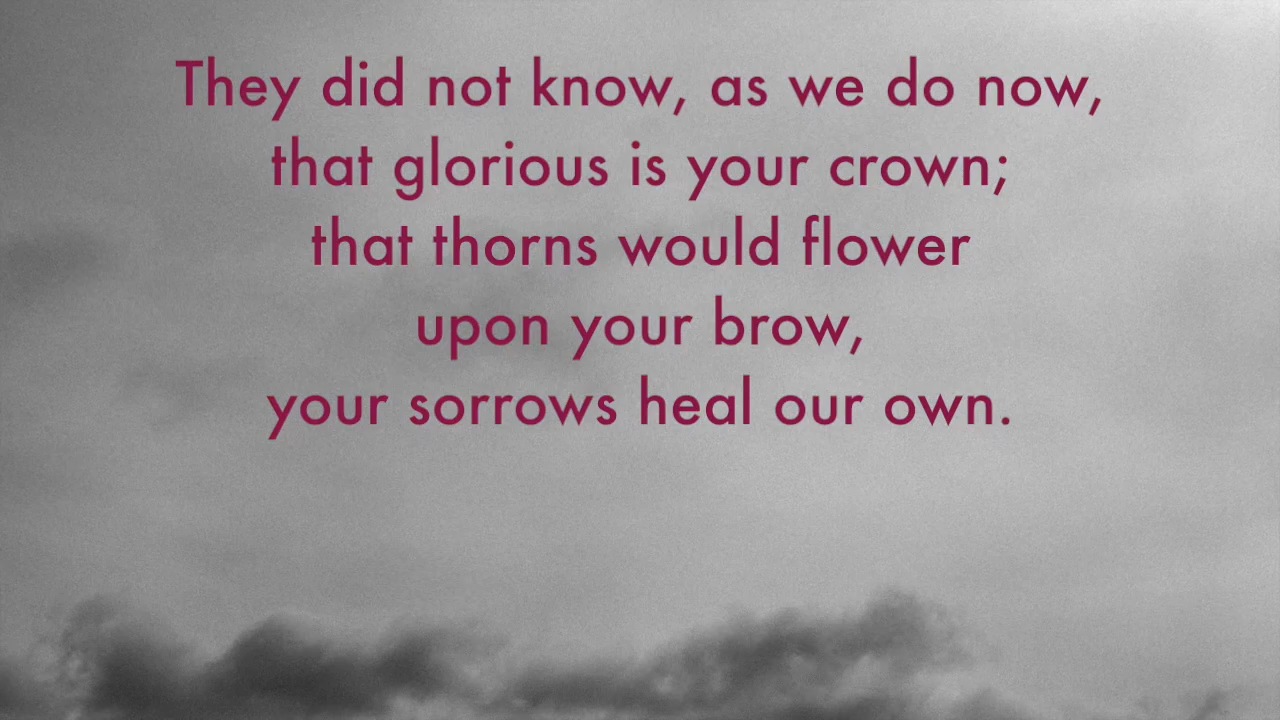 They did not know, as we do now,
that glorious is your crown;
that thorns would flower
upon your brow,
your sorrows heal our own.